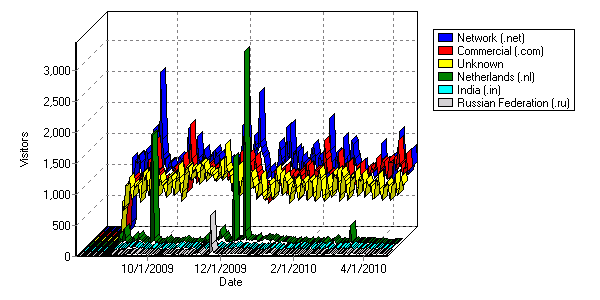 Visitors
3,000
2,500
2,000
1,500
1,000
500
0
10/1/2009
12/1/2009
2/1/2010
4/1/2010
Date
Network (.net)
Commercial (.com)
Unknown
Netherlands (.nl)
India (.in)
Russian Federation (.ru)